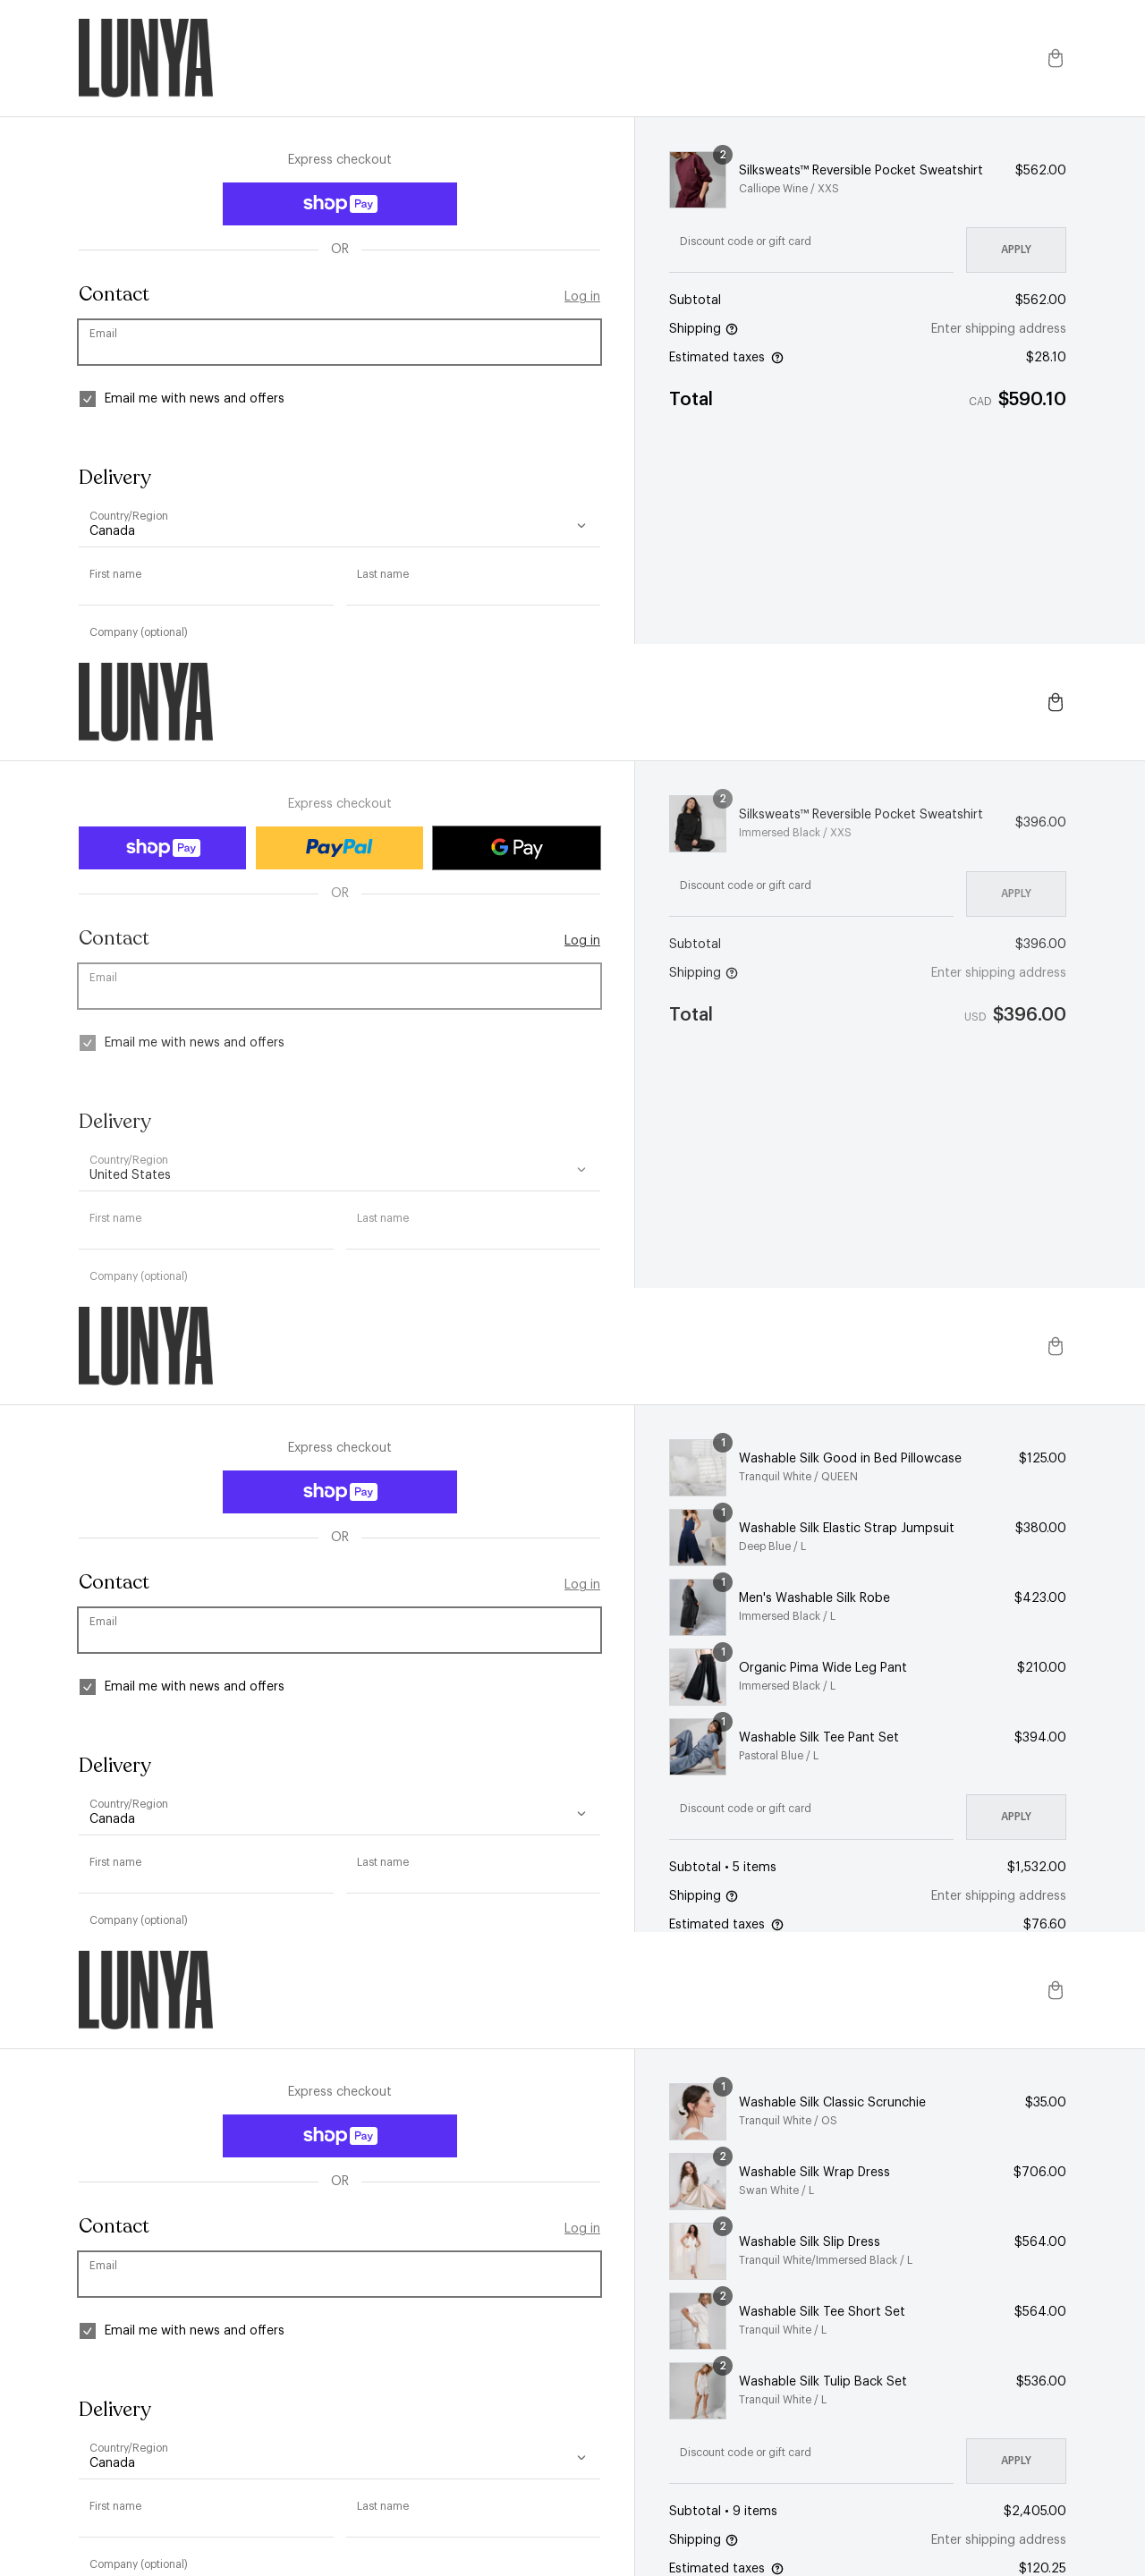 LUNYA
Express checkout
shop Pay
OR
Contact
Log in
Email
Email me with news and offers
Delivery
Country/Region
Canada
First name
Last name
Company (optional)
2
Silksweats™ Reversible Pocket Sweatshirt
$562.00
Calliope Wine / XXS
Discount code or gift card
APPLY
Subtotal
$562.00
Shipping
Enter shipping address
Estimated taxes
$28.10
Total
CAD $590.10
LUNYA
Express checkout
shop Pay
PayPal
G Pay
OR
Contact
Log in
Email
Email me with news and offers
Delivery
Country/Region
United States
First name
Last name
Company (optional)
2
Silksweats™ Reversible Pocket Sweatshirt
$396.00
Immersed Black / XXS
Discount code or gift card
APPLY
Subtotal
$396.00
Shipping
Enter shipping address
Total
USD $396.00
LUNYA
Express checkout
shop Pay
OR
Contact
Log in
Email
Email me with news and offers
Delivery
Country/Region
Canada
First name
Last name
Company (optional)
1
Washable Silk Good in Bed Pillowcase
$125.00
Tranquil White / QUEEN
1
Washable Silk Elastic Strap Jumpsuit
$380.00
Deep Blue / L
1
Men's Washable Silk Robe
$423.00
Immersed Black / L
1
Organic Pima Wide Leg Pant
$210.00
Immersed Black / L
1
Washable Silk Tee Pant Set
$394.00
Pastoral Blue / L
Discount code or gift card
APPLY
Subtotal • 5 items
$1,532.00
Shipping
Enter shipping address
Estimated taxes
$76.60
LUNYA
Express checkout
shop Pay
OR
Contact
Log in
Email
Email me with news and offers
Delivery
Country/Region
Canada
First name
Last name
Company (optional)
1
Washable Silk Classic Scrunchie
$35.00
Tranquil White / OS
2
Washable Silk Wrap Dress
$706.00
Swan White / L
2
Washable Silk Slip Dress
$564.00
Tranquil White/Immersed Black / L
2
Washable Silk Tee Short Set
$564.00
Tranquil White / L
2
Washable Silk Tulip Back Set
$536.00
Tranquil White / L
Discount code or gift card
APPLY
Subtotal • 9 items
$2,405.00
Shipping
Enter shipping address
Estimated taxes
$120.25